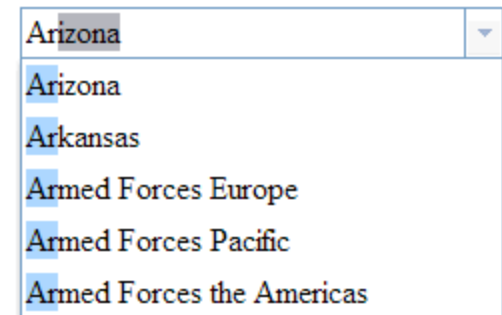 Arizona
Arizona
Arkansas
Armed Forces Europe
Armed Forces Pacific
Armed Forces the Americas